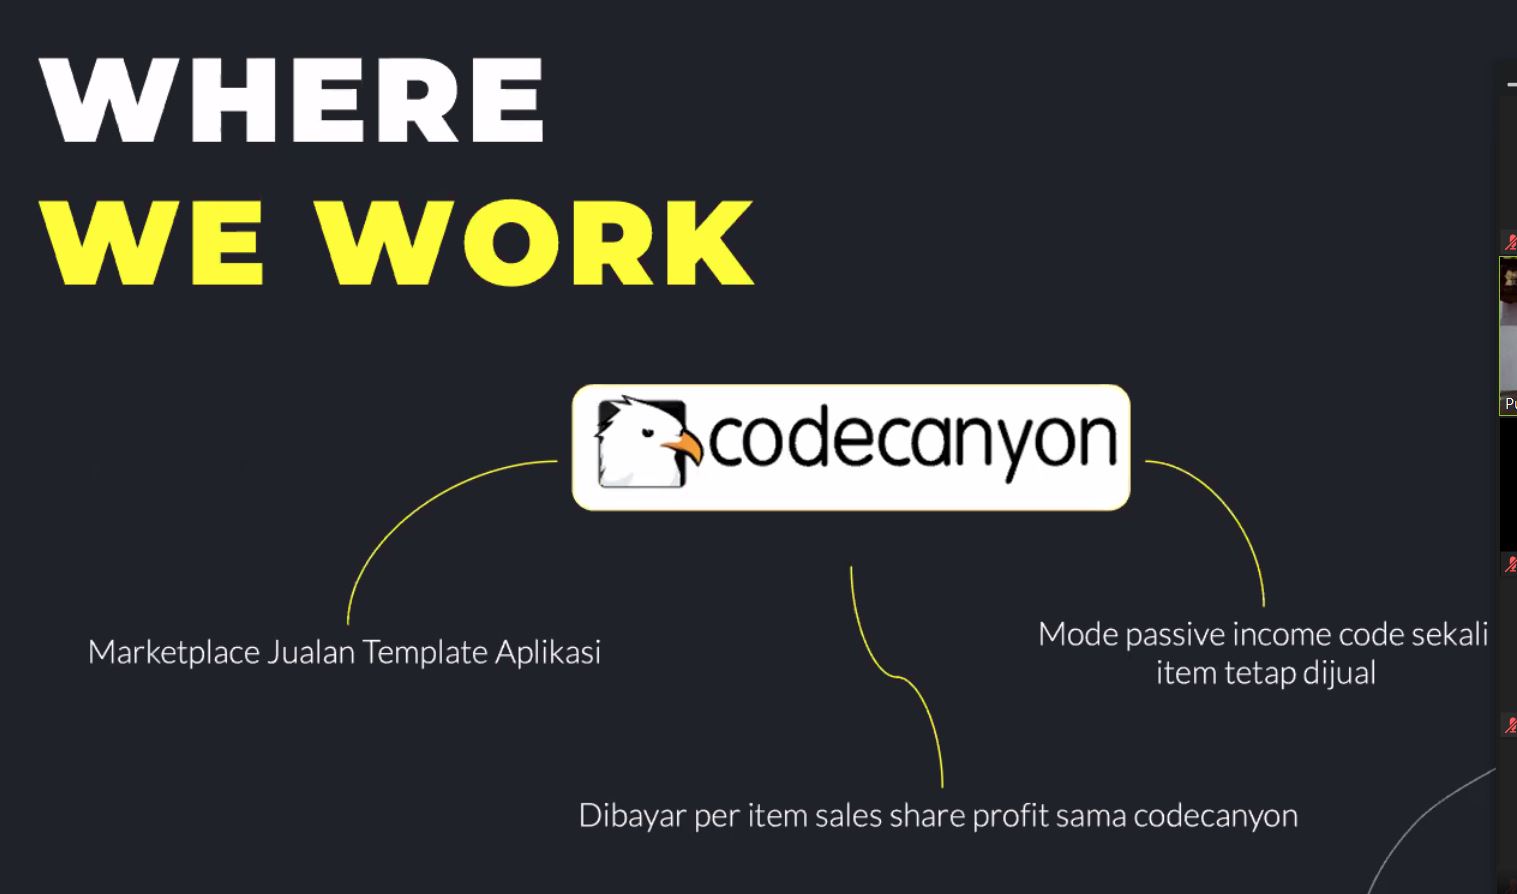 WHERE
WE WORK
codecanyon
Marketplace Jualan Template Aplikasi
Mode passive income code sekali
item tetap dijual
Dibayar per item sales share profit sama codecanyon